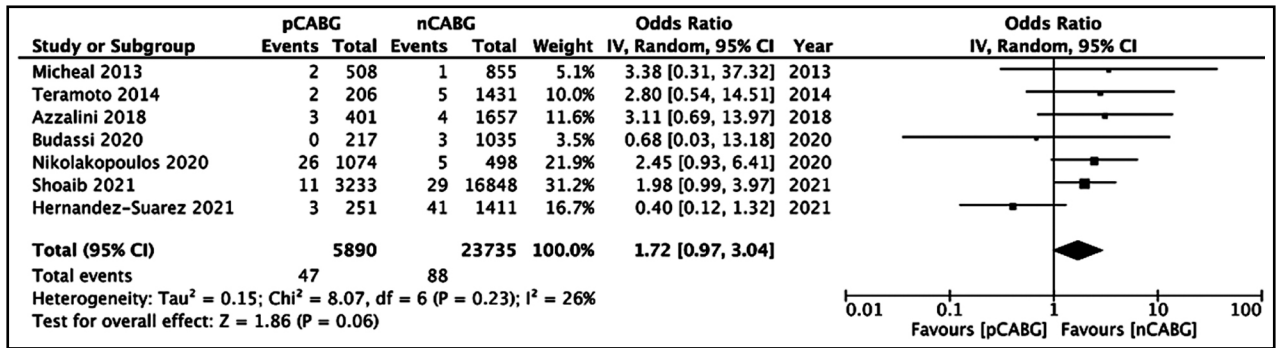 pCABG nCABG Odds Ratio Odds Ratio
Study or Subgroup Events Total Events Total Weight IV, Random, 95% CI Year IV, Random, 95% CI
Micheal 2013 2 508 1 855 5.1% 3.38 [0.31, 37.32] 2013
Teramoto 2014 2 206 5 1431 10.0% 2.80 [0.54, 14.51] 2014
Azzalini 2018 3 401 4 1657 11.6% 3.11 [0.69, 13.97] 2018
Budassi 2020 0 217 3 1035 3.5% 0.68 [0.03, 13.18] 2020
Nikolakopoulos 2020 26 1074 5 498 21.9% 2.45 [0.93, 6.41] 2020
Shoaib 2021 11 3233 29 16848 31.2% 1.98 [0.99, 3.97] 2021
Hernandez-Suarez 2021 3 251 41 1411 16.7% 0.40 [0.12, 1.32] 2021
Total (95% CI) 5890 23735 100.0% 1.72 [0.97, 3.04]
Total events 47 88
Heterogeneity: Tau² = 0.15; Chi² = 8.07, df = 6 (P = 0.23); I² = 26%
Test for overall effect: Z = 1.86 (P = 0.06)
0.01 0.1 1 10 100
Favours [pCABG] Favours [nCABG]